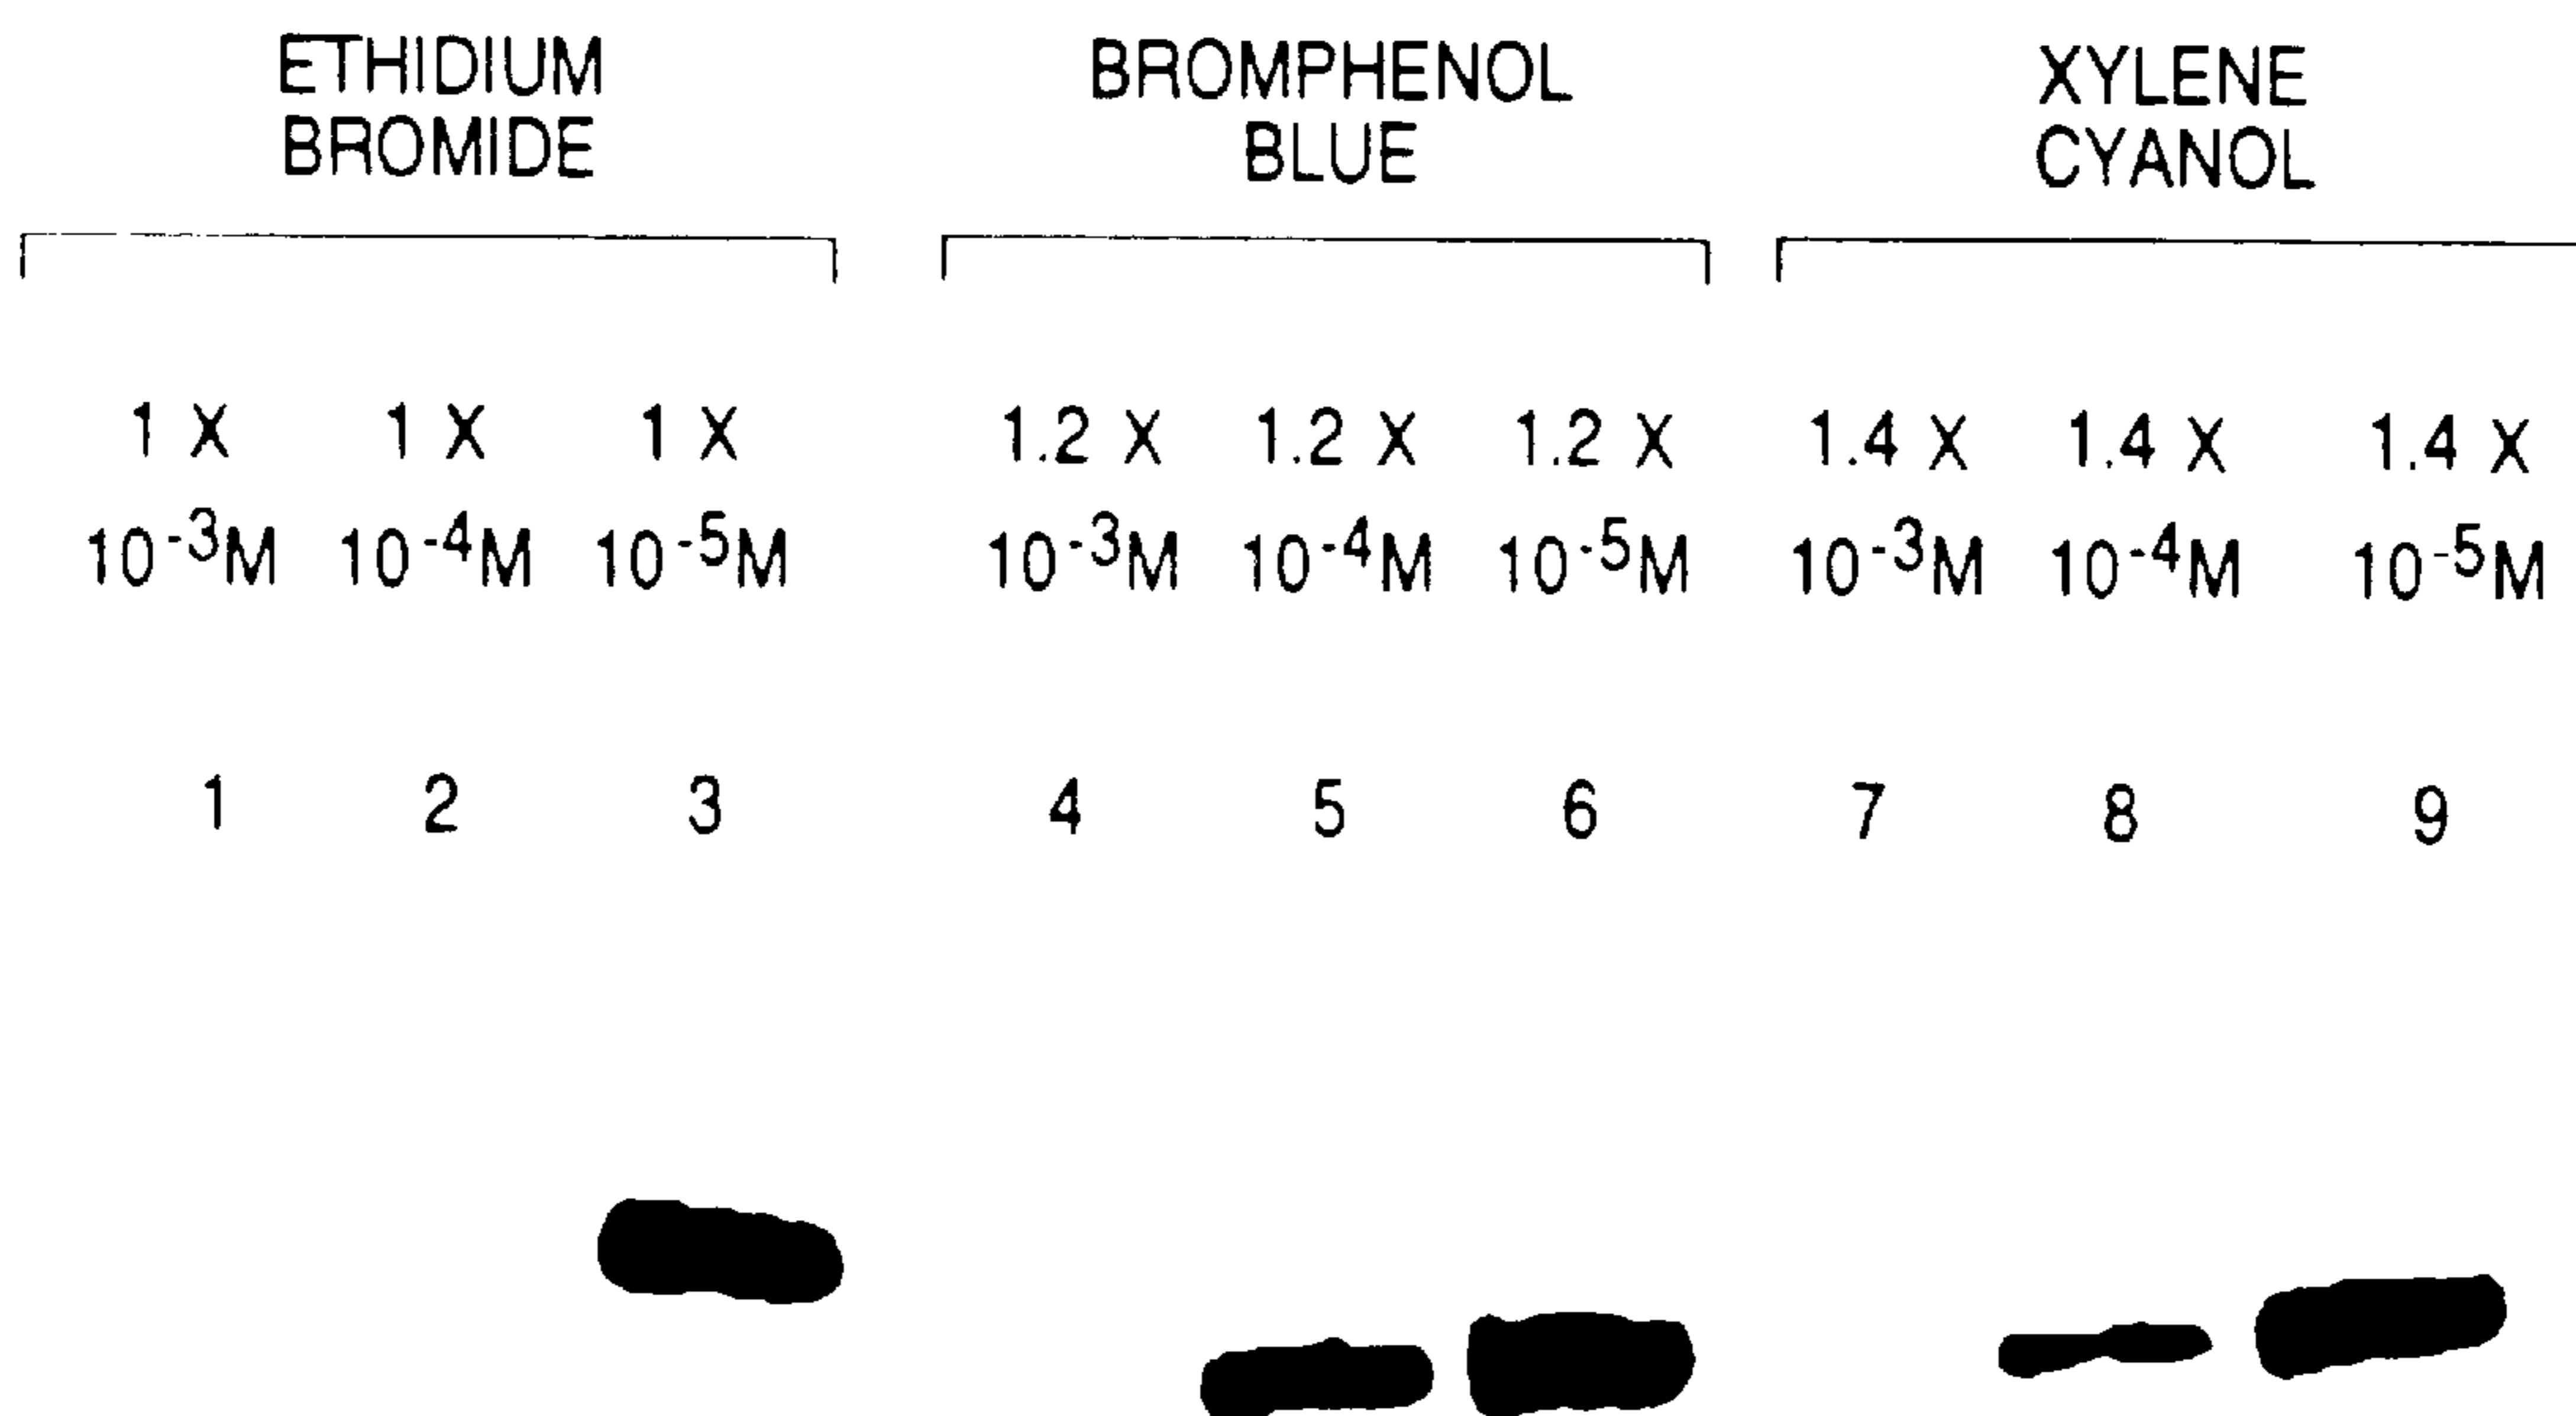 ETHIDIUM
BROMIDE
BROMPHENOL
BLUE
XYLENE
CYANOL
1 X 1 X 1 X 1.2 X 1.2 X 1.2 X 1.4 X 1.4 X 1.4 X
10⁻³M 10⁻⁴M 10⁻⁵M 10⁻³M 10⁻⁴M 10⁻⁵M 10⁻³M 10⁻⁴M 10⁻⁵M
1 2 3 4 5 6 7 8 9